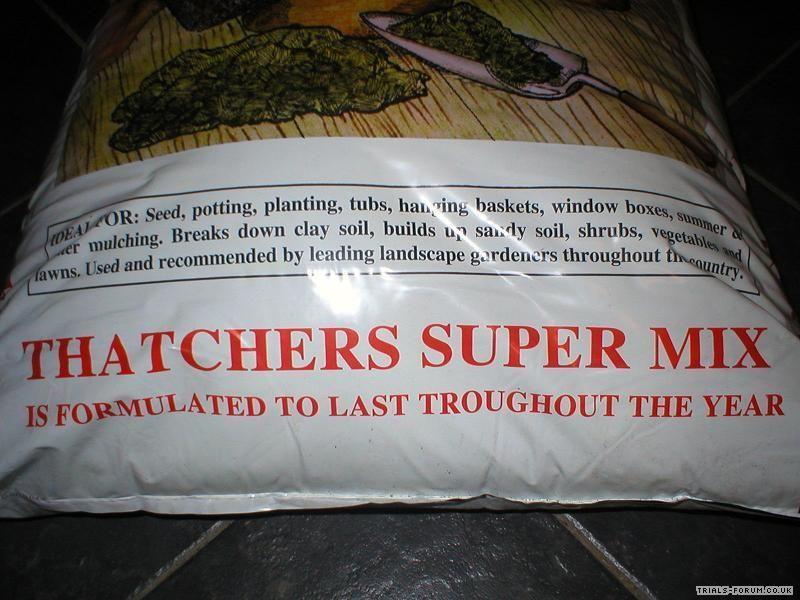 IDEAL FOR: Seed, potting, planting, tubs, hanging baskets, window boxes, summer &
mulching. Breaks down clay soil, builds up sandy soil, shrubs, vegetables and
lawns. Used and recommended by leading landscape gardeners throughout the country.
THATCHERS SUPER MIX
IS FORMULATED TO LAST TROUGHOUT THE YEAR
TRIALS-FORUM.CO.UK